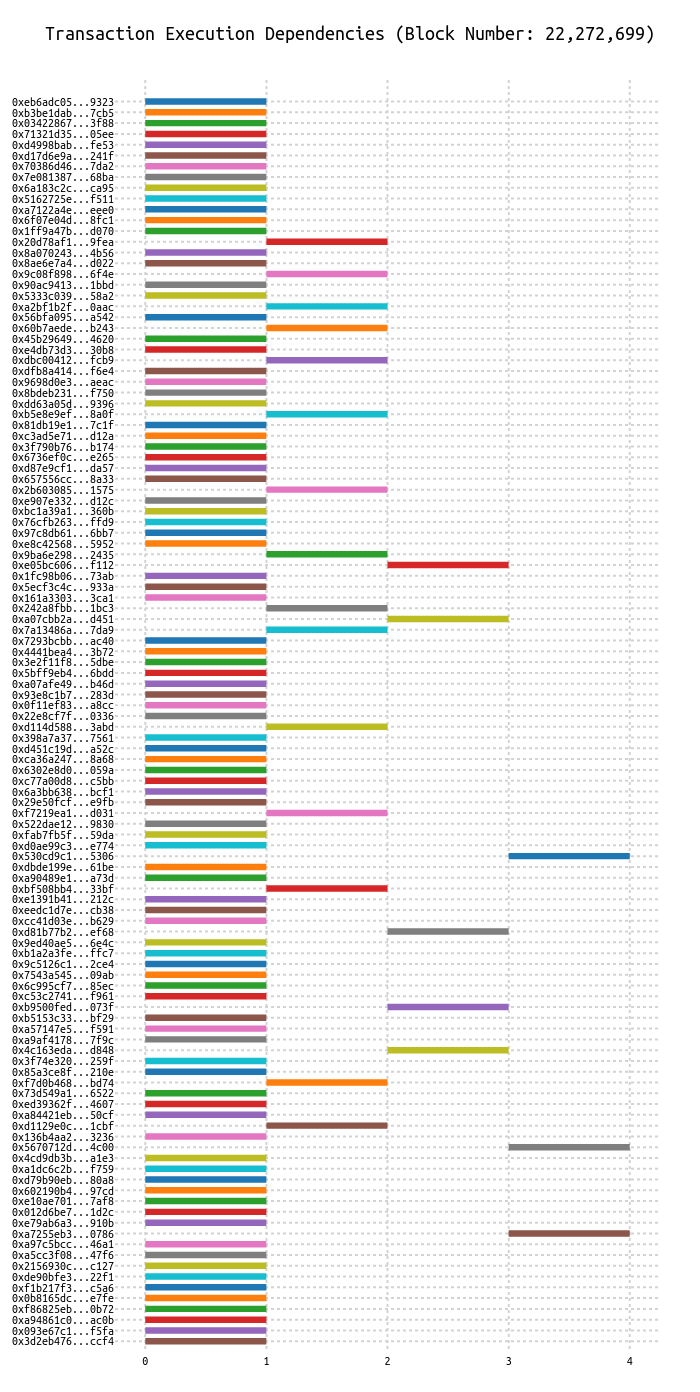 Transaction Execution Dependencies (Block Number: 22,272,699)
0xeb6adc05...9323
0xb3be1dab...7cb5
0x03422867...3f88
0x71321d35...05ee
0xd4998bab...fe53
0xd17d6e9a...241f
0x70386d46...7da2
0x7e081387...68ba
0x6a183c2c...ca95
0x5162725e...f511
0xa7122a4e...eee0
0x6f07e04d...8fc1
0x1ff9a47b...d070
0x20d78af1...9fea
0x8a070243...4b56
0x8ae6e7a4...d022
0x9c08f898...6f4e
0x90ac9413...1bbd
0x5333c039...58a2
0xa2bf1b2f...0aac
0x56bfa095...a542
0x60b7aede...b243
0x45b29649...4620
0xe4db73d3...30b8
0xdbc00412...fcb9
0xdfb8a414...f6e4
0x9698d0e3...aeac
0x8bdeb231...f750
0xdd63a05d...9396
0xb5e8e9ef...8a0f
0x81db19e1...7c1f
0xc3ad5e71...d12a
0x3f790b76...b174
0x6736ef0c...e265
0xd87e9cf1...da57
0x657556cc...8a33
0x2b603085...1575
0xe907e332...d12c
0xbc1a39a1...360b
0x76cfb263...ffd9
0x97c8db61...6bb7
0xe8c42568...5952
0x9ba6e298...2435
0xe05bc606...f112
0x1fc98b06...73ab
0x5ecf3c4c...933a
0x161a3303...3ca1
0x242a8fbb...1bc3
0xa07cbb2a...d451
0x7a13486a...7da9
0x7293bcbb...ac40
0x4441bea4...3b72
0x3e2f11f8...5dbe
0x5bff9eb4...6bdd
0xa07afe49...b46d
0x93e8c1b7...283d
0x0f11ef83...a8cc
0x22e8cf7f...0336
0xd114d588...3abd
0x398a7a37...7561
0xd451c19d...a52c
0xca36a247...8a68
0x6302e8d0...059a
0xc77a00d8...c5bb
0x6a3bb638...bcf1
0x29e50fcf...e9fb
0xf7219ea1...d031
0x522dae12...9830
0xfab7fb5f...59da
0xd0ae99c3...e774
0x530cd9c1...5306
0xdbde199e...61be
0xa90489e1...a73d
0xbf508bb4...33bf
0xe1391b41...212c
0xeedc1d7e...cb38
0xcc41d03e...b629
0xd81b77b2...ef68
0x9ed40ae5...6e4c
0xb1a2a3fe...ffc7
0x9c5126c1...2ce4
0x7543a545...09ab
0x6c995cf7...85ec
0xc53c2741...f961
0xb9500fed...073f
0xb5153c33...bf29
0xa57147e5...f591
0xa9af4178...7f9c
0x4c163eda...d848
0x3f74e320...259f
0x85a3ce8f...210e
0xf7d0b468...bd74
0x73d549a1...6522
0xed39362f...4607
0xa84421eb...50cf
0xd1129e0c...1cbf
0x136b4aa2...3236
0x5670712d...4c00
0x4cd9db3b...a1e3
0xa1dc6c2b...f759
0xd79b90eb...80a8
0x602190b4...97cd
0xe10ae701...7af8
0x012d6be7...1d2c
0xe79ab6a3...910b
0xa7255eb3...0786
0xa97c5bcc...46a1
0xa5cc3f08...47f6
0x2156930c...c127
0xde90bfe3...22f1
0xf1b217f3...c5a6
0x0b8165dc...e7fe
0xf86825eb...0b72
0xa94861c0...ac0b
0x093e67c1...f5fa
0x3d2eb476...ccf4
0 1 2 3 4